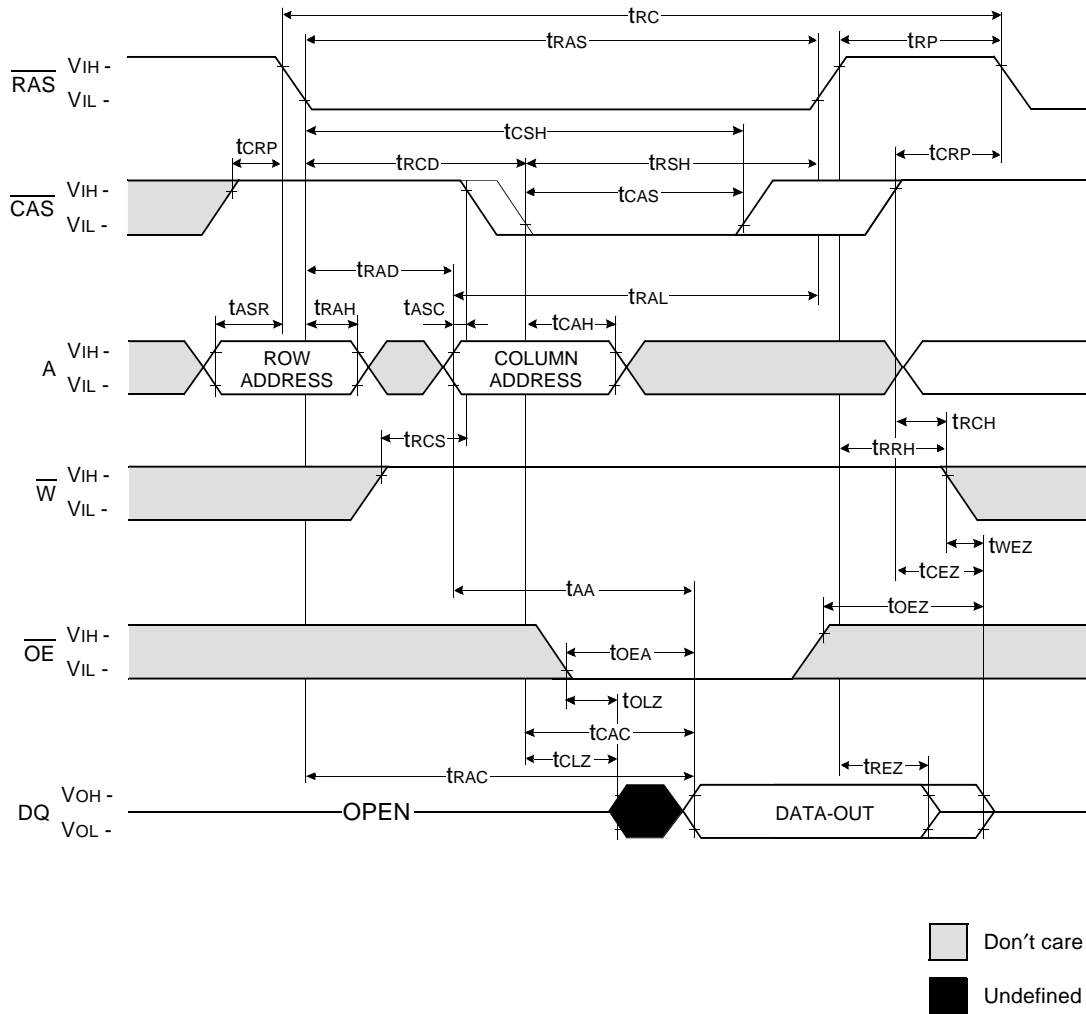 tRC
tRAS
tRP
RAS
VIH -
VIL -
tCSH
tCRP
tRCD
tRSH
tCRP
CAS
VIH -
VIL -
tCAS
tRAD
tRAL
tASR
tRAH
tASC
tCAH
A
VIH -
VIL -
ROW
ADDRESS
COLUMN
ADDRESS
tRCH
tRCS
tRRH
W
VIH -
VIL -
tWEZ
tCEZ
tAA
tOEZ
OE
VIH -
VIL -
tOEA
tOLZ
tCAC
tCLZ
tREZ
tRAC
DQ
VOH -
VOL -
OPEN
DATA-OUT
Don′t care
Undefined